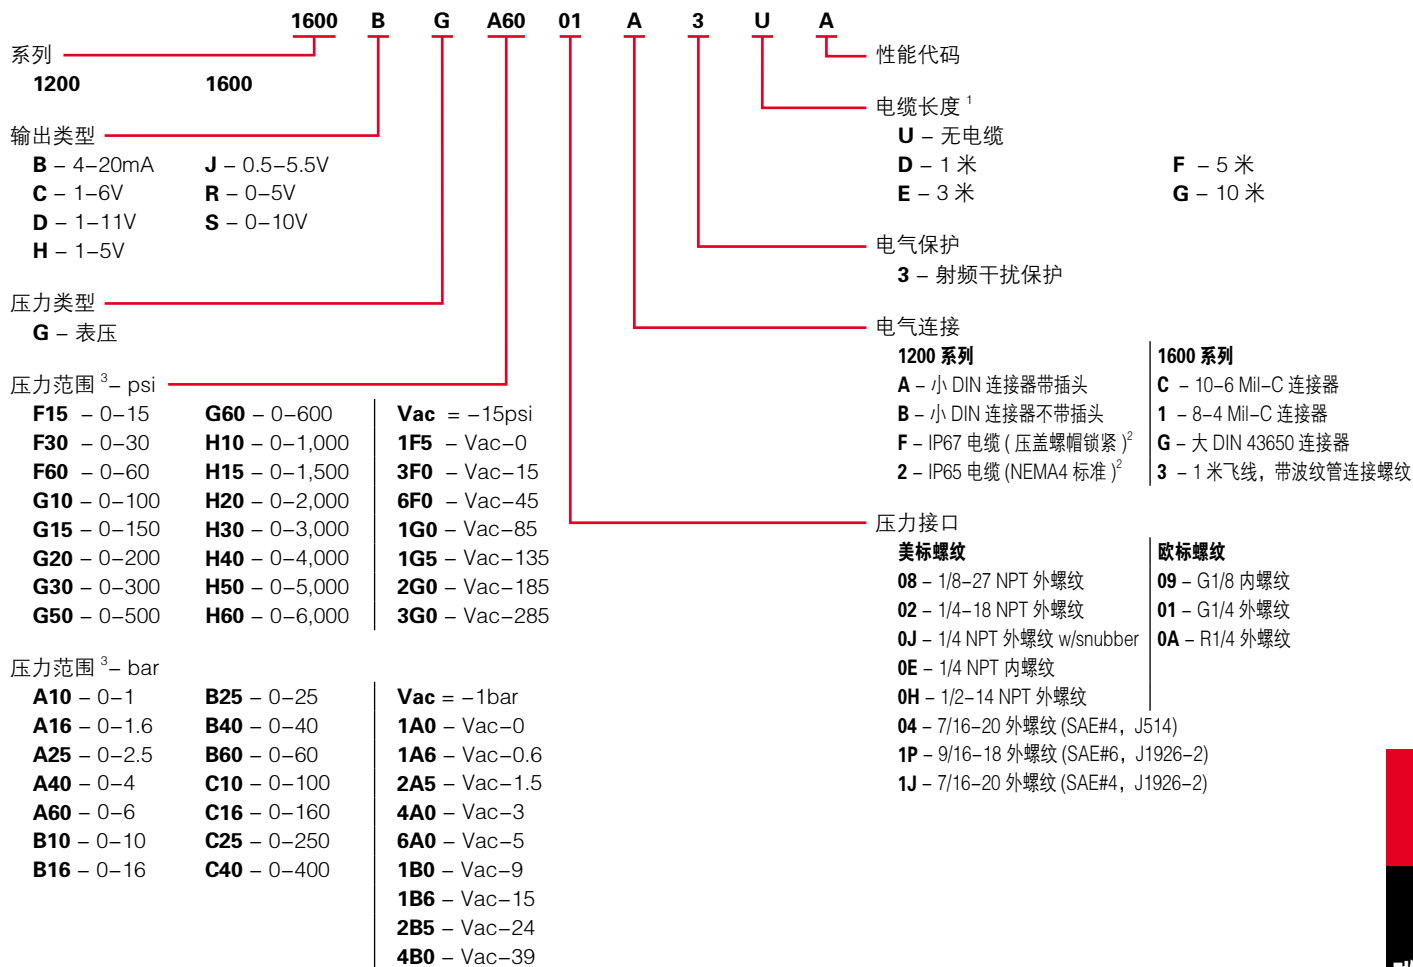 1600 B G A60 01 A 3 U A
系列
1200 1600
输出类型
B – 4–20mA J – 0.5–5.5V
C – 1–6V R – 0–5V
D – 1–11V S – 0–10V
H – 1–5V
压力类型
G – 表压
压力范围 3– psi
F15 – 0–15 G60 – 0–600 Vac = –15psi
F30 – 0–30 H10 – 0–1,000 1F5 – Vac–0
F60 – 0–60 H15 – 0–1,500 3F0 – Vac–15
G10 – 0–100 H20 – 0–2,000 6F0 – Vac–45
G15 – 0–150 H30 – 0–3,000 1G0 – Vac–85
G20 – 0–200 H40 – 0–4,000 1G5 – Vac–135
G30 – 0–300 H50 – 0–5,000 2G0 – Vac–185
G50 – 0–500 H60 – 0–6,000 3G0 – Vac–285
压力范围 3– bar
A10 – 0–1 B25 – 0–25 Vac = –1bar
A16 – 0–1.6 B40 – 0–40 1A0 – Vac–0
A25 – 0–2.5 B60 – 0–60 1A6 – Vac–0.6
A40 – 0–4 C10 – 0–100 2A5 – Vac–1.5
A60 – 0–6 C16 – 0–160 4A0 – Vac–3
B10 – 0–10 C25 – 0–250 6A0 – Vac–5
B16 – 0–16 C40 – 0–400 1B0 – Vac–9
1B6 – Vac–15
2B5 – Vac–24
4B0 – Vac–39
性能代码
电缆长度 1
U – 无电缆
D – 1 米 F – 5 米
E – 3 米 G – 10 米
电气保护
3 – 射频干扰保护
电气连接
1200 系列 1600 系列
A – 小 DIN 连接器带插头 C – 10–6 Mil–C 连接器
B – 小 DIN 连接器不带插头 1 – 8–4 Mil–C 连接器
F – IP67 电缆 ( 压盖螺帽锁紧 )2 G – 大 DIN 43650 连接器
2 – IP65 电缆 (NEMA4 标准 )2 3 – 1 米飞线，带波纹管连接螺纹
压力接口
美标螺纹 欧标螺纹
08 – 1/8–27 NPT 外螺纹 09 – G1/8 内螺纹
02 – 1/4–18 NPT 外螺纹 01 – G1/4 外螺纹
0J – 1/4 NPT 外螺纹 w/snubber 0A – R1/4 外螺纹
0E – 1/4 NPT 内螺纹
0H – 1/2–14 NPT 外螺纹
04 – 7/16–20 外螺纹 (SAE#4，J514)
1P – 9/16–18 外螺纹 (SAE#6，J1926–2)
1J – 7/16–20 外螺纹 (SAE#4，J1926–2)